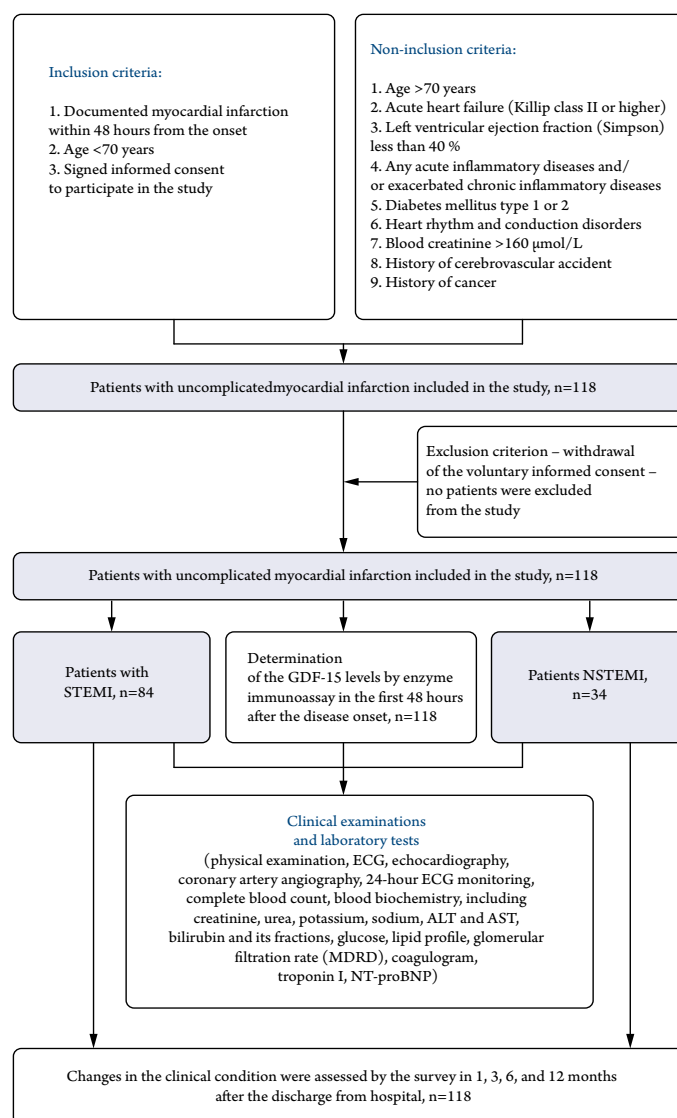 Inclusion criteria:
1. Documented myocardial infarction
within 48 hours from the onset
2. Age <70 years
3. Signed informed consent
to participate in the study
Non-inclusion criteria:
1. Age >70 years
2. Acute heart failure (Killip class II or higher)
3. Left ventricular ejection fraction (Simpson)
less than 40 %
4. Any acute inflammatory diseases and/
or exacerbated chronic inflammatory diseases
5. Diabetes mellitus type 1 or 2
6. Heart rhythm and conduction disorders
7. Blood creatinine >160 μmol/L
8. History of cerebrovascular accident
9. History of cancer
Patients with uncomplicatedmyocardial infarction included in the study, n=118
Exclusion criterion – withdrawal
of the voluntary informed consent –
no patients were excluded
from the study
Patients with uncomplicated myocardial infarction included in the study, n=118
Patients with
STEMI, n=84
Determination
of the GDF-15 levels by enzyme
immunoassay in the first 48 hours
after the disease onset, n=118
Patients NSTEMI,
n=34
Clinical examinations
and laboratory tests
(physical examination, ECG, echocardiography,
coronary artery angiography, 24-hour ECG monitoring,
complete blood count, blood biochemistry, including
creatinine, urea, potassium, sodium, ALT and AST,
bilirubin and its fractions, glucose, lipid profile, glomerular
filtration rate (MDRD), coagulogram,
troponin I, NT-proBNP)
Changes in the clinical condition were assessed by the survey in 1, 3, 6, and 12 months
after the discharge from hospital, n=118